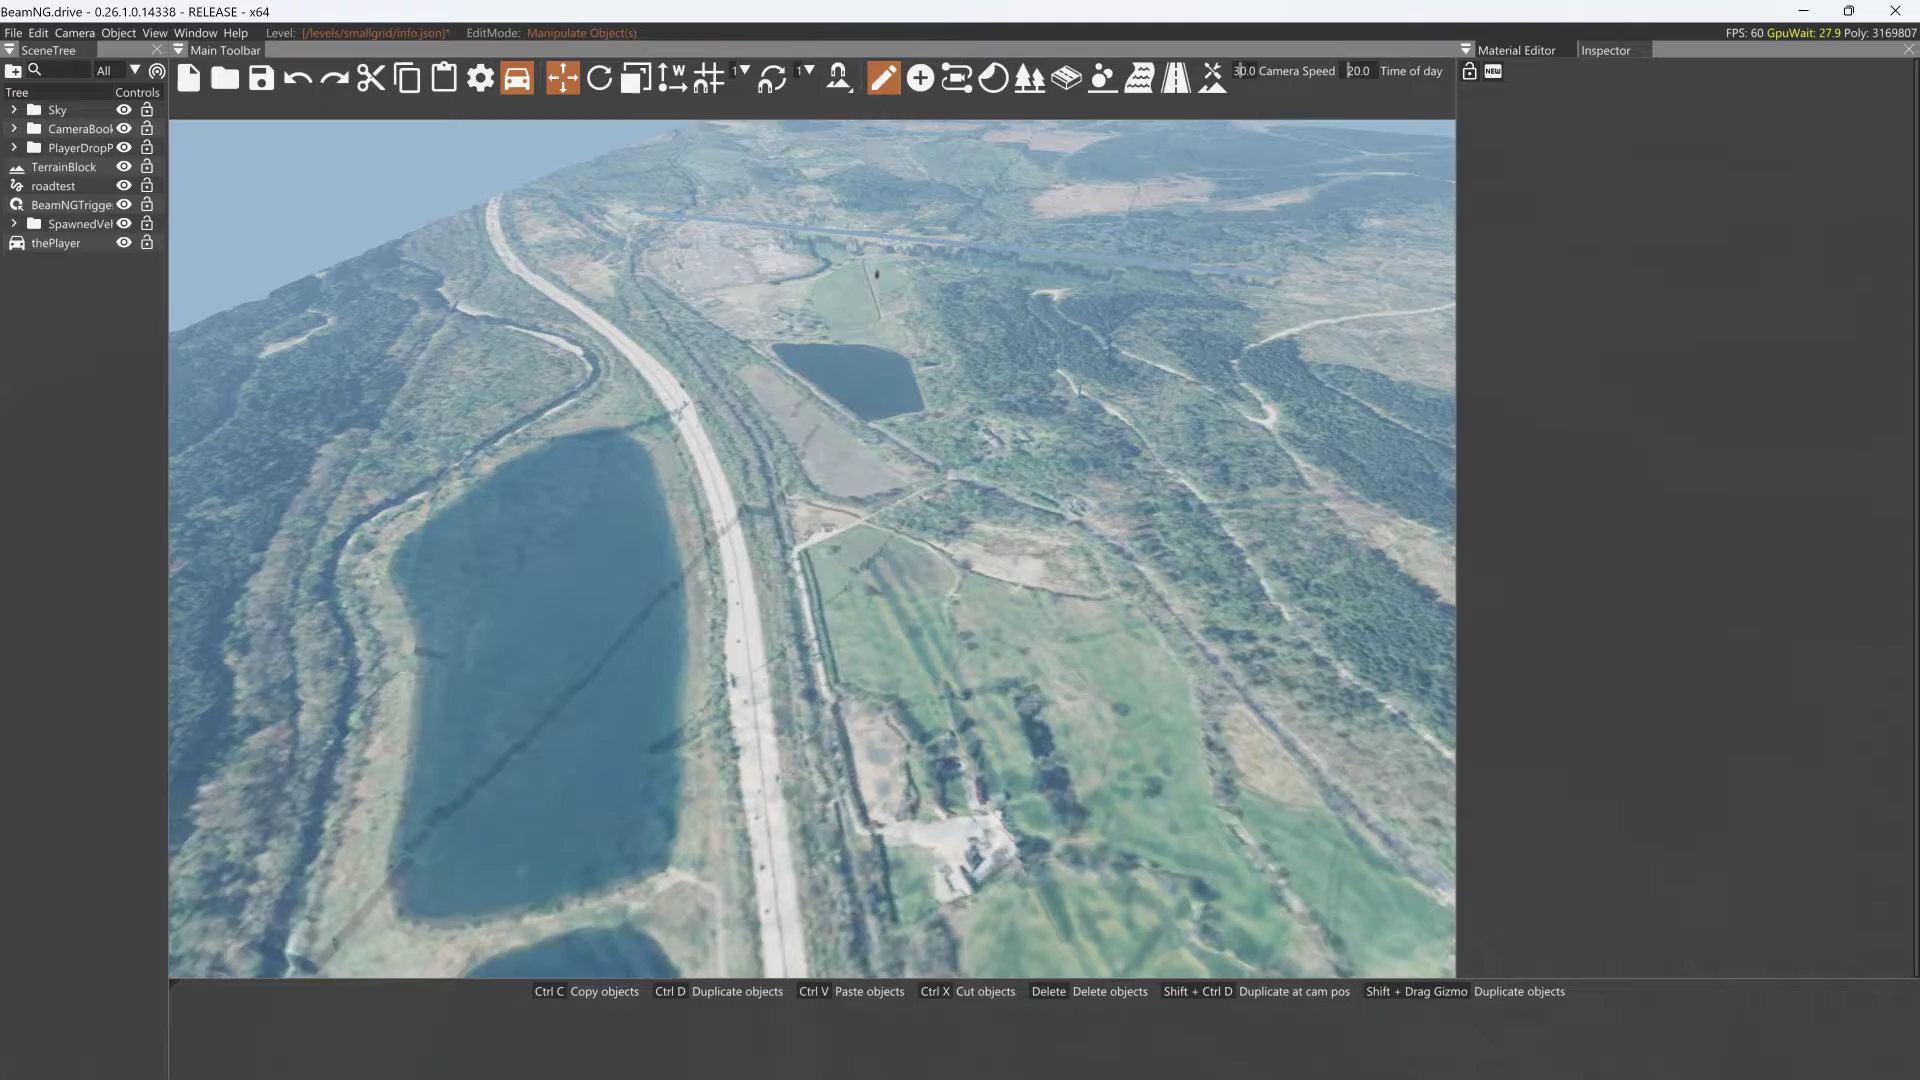 BeamNG.drive - 0.26.1.0.14338 - RELEASE - x64
File Edit Camera Object View Window Help Level: [/levels/smallgrid/info.json]* EditMode: Manipulate Object(s) FPS: 60 GpuWait: 27.9 Poly: 3169807
SceneTree Main Toolbar Material Editor Inspector
All W 1 1 30.0 Camera Speed 20.0 Time of day NEW
Tree Controls
Sky
CameraBook
PlayerDropP
TerrainBlock
roadtest
BeamNGTrigge
SpawnedVel
thePlayer
Ctrl C Copy objects Ctrl D Duplicate objects Ctrl V Paste objects Ctrl X Cut objects Delete Delete objects Shift + Ctrl D Duplicate at cam pos Shift + Drag Gizmo Duplicate objects